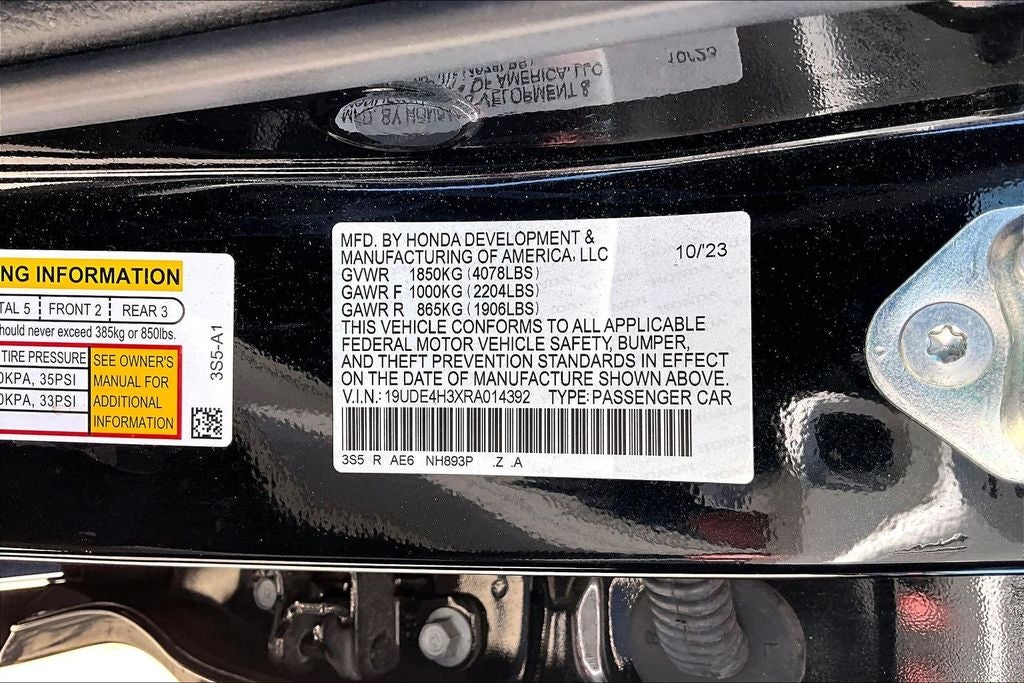 NG INFORMATION
TAL 5 FRONT 2 REAR 3
hould never exceed 385kg or 850lbs.
TIRE PRESSURE
0KPA, 35PSI
0KPA, 33PSI
SEE OWNER'S
MANUAL FOR
ADDITIONAL
INFORMATION
3S5-A1
MFD. BY HONDA DEVELOPMENT &
MANUFACTURING OF AMERICA, LLC 10/'23
GVWR 1850KG (4078LBS)
GAWR F 1000KG (2204LBS)
GAWR R 865KG (1906LBS)
THIS VEHICLE CONFORMS TO ALL APPLICABLE
FEDERAL MOTOR VEHICLE SAFETY, BUMPER,
AND THEFT PREVENTION STANDARDS IN EFFECT
ON THE DATE OF MANUFACTURE SHOWN ABOVE.
V.I.N.: 19UDE4H3XRA014392 TYPE: PASSENGER CAR
3S5 R AE6 NH893P .Z .A